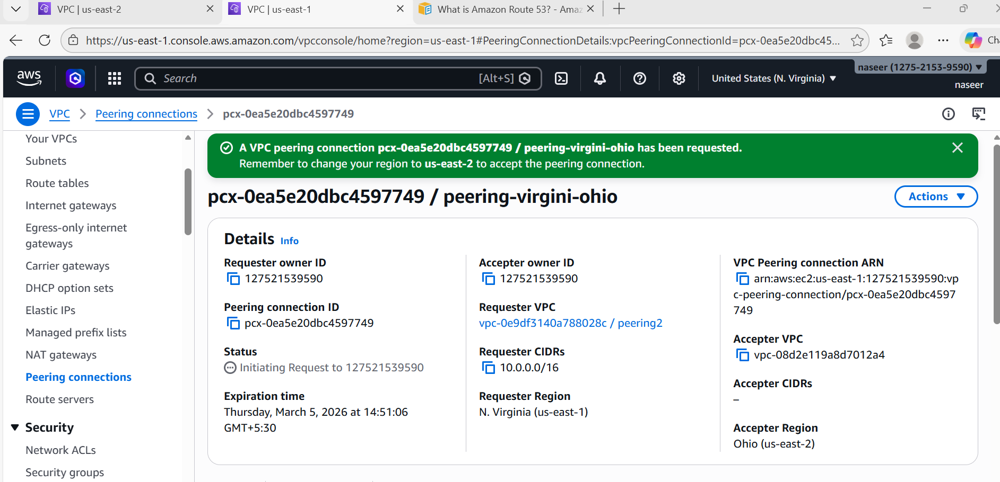 VPC | us-east-2
VPC | us-east-1
What is Amazon Route 53? - Amaz
https://us-east-1.console.aws.amazon.com/vpcconsole/home?region=us-east-1#PeeringConnectionDetails:vpcPeeringConnectionId=pcx-0ea5e20dbc45...
aws
Search
[Alt+S]
United States (N. Virginia)
naseer (1275-2153-9590)
naseer
VPC
Peering connections
pcx-0ea5e20dbc4597749
Your VPCs
Subnets
Route tables
Internet gateways
Egress-only internet
gateways
Carrier gateways
DHCP option sets
Elastic IPs
Managed prefix lists
NAT gateways
Peering connections
Route servers
Security
Network ACLs
Security groups
A VPC peering connection pcx-0ea5e20dbc4597749 / peering-virgini-ohio has been requested.
Remember to change your region to us-east-2 to accept the peering connection.
pcx-0ea5e20dbc4597749 / peering-virgini-ohio
Actions
Details Info
Requester owner ID
127521539590
Peering connection ID
pcx-0ea5e20dbc4597749
Status
Initiating Request to 127521539590
Expiration time
Thursday, March 5, 2026 at 14:51:06
GMT+5:30
Accepter owner ID
127521539590
Requester VPC
vpc-0e9df3140a788028c / peering2
Requester CIDRs
10.0.0.0/16
Requester Region
N. Virginia (us-east-1)
VPC Peering connection ARN
arn:aws:ec2:us-east-1:127521539590:vp
c-peering-connection/pcx-0ea5e20dbc4597
749
Accepter VPC
vpc-08d2e119a8d7012a4
Accepter CIDRs
–
Accepter Region
Ohio (us-east-2)